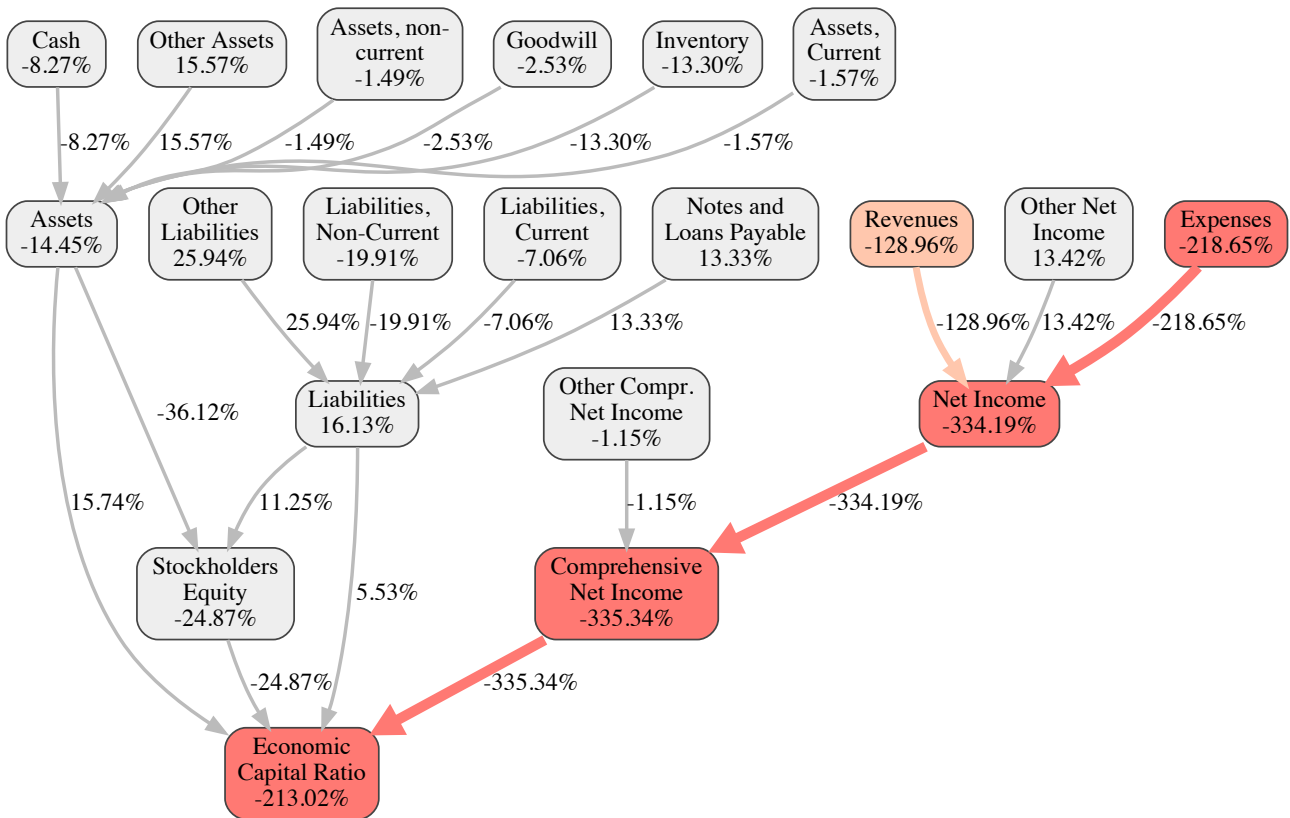 Cash
-8.27%
Other Assets
15.57%
Assets, non-
current
-1.49%
Goodwill
-2.53%
Inventory
-13.30%
Assets,
Current
-1.57%
-8.27%
15.57%
-1.49%
-2.53%
-13.30%
-1.57%
Assets
-14.45%
Other
Liabilities
25.94%
Liabilities,
Non-Current
-19.91%
Liabilities,
Current
-7.06%
Notes and
Loans Payable
13.33%
Revenues
-128.96%
Other Net
Income
13.42%
Expenses
-218.65%
25.94%
-19.91%
-7.06%
13.33%
-128.96%
13.42%
-218.65%
-36.12%
Liabilities
16.13%
Other Compr.
Net Income
-1.15%
Net Income
-334.19%
15.74%
11.25%
-1.15%
-334.19%
Stockholders
Equity
-24.87%
5.53%
Comprehensive
Net Income
-335.34%
-24.87%
-335.34%
Economic
Capital Ratio
-213.02%